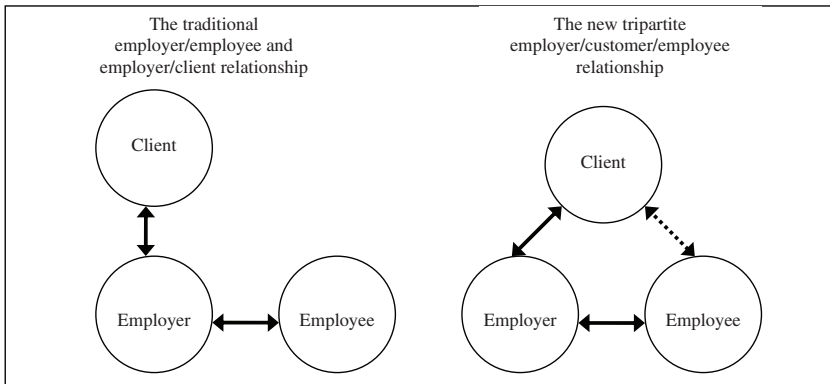 The traditional
employer/employee and
employer/client relationship
Client
Employer
Employee
The new tripartite
employer/customer/employee
relationship
Client
Employer
Employee